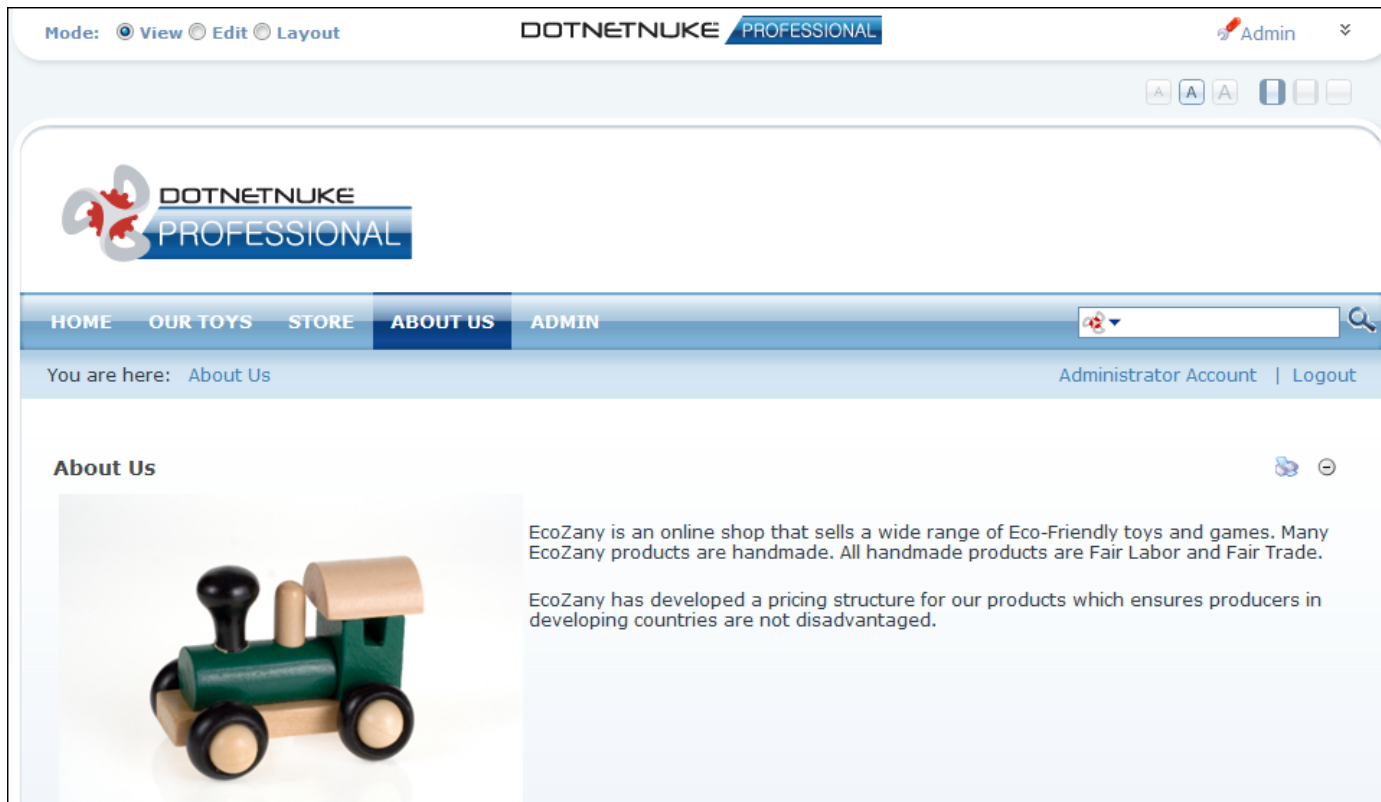 Mode: View Edit Layout DOTNETNUKE PROFESSIONAL Admin
A A A
DOTNETNUKE
PROFESSIONAL
HOME OUR TOYS STORE ABOUT US ADMIN
You are here: About Us Administrator Account | Logout
About Us
EcoZany is an online shop that sells a wide range of Eco-Friendly toys and games. Many
EcoZany products are handmade. All handmade products are Fair Labor and Fair Trade.
EcoZany has developed a pricing structure for our products which ensures producers in
developing countries are not disadvantaged.